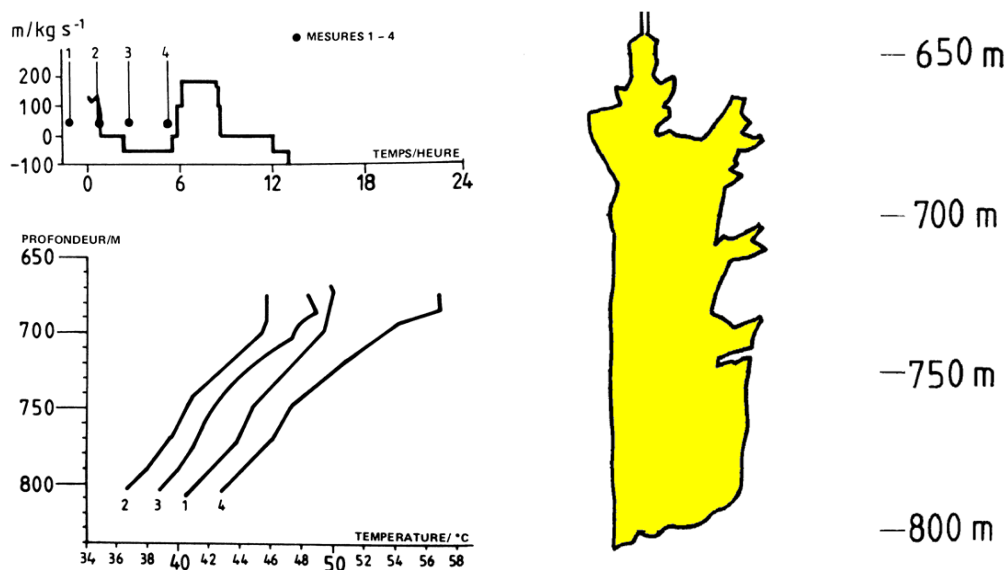 m/kg s⁻¹
● MESURES 1 – 4
1 2 3 4
200
100
0
-100
TEMPS/HEURE
0 6 12 18 24
PROFONDEUR/M
650
700
750
800
2 3 1 4
TEMPERATURE/ °C
34 36 38 40 42 44 46 48 50 52 54 56 58
— 650 m
— 700 m
— 750 m
— 800 m